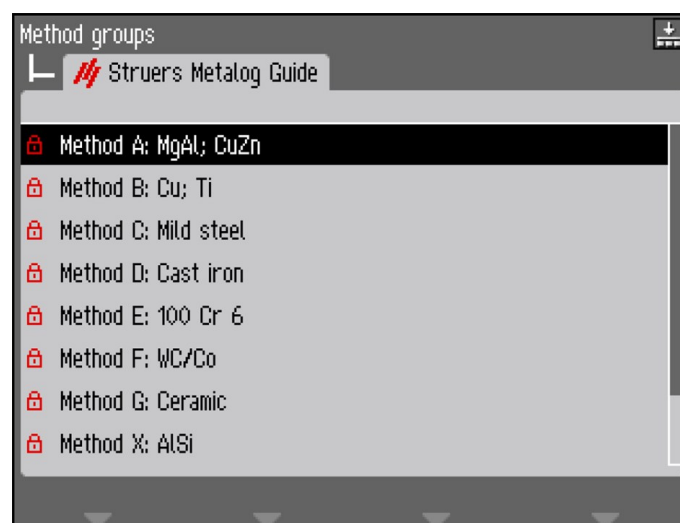 Method groups
Struers Metalog Guide
Method A: MgAl; CuZn
Method B: Cu; Ti
Method C: Mild steel
Method D: Cast iron
Method E: 100 Cr 6
Method F: WC/Co
Method G: Ceramic
Method X: AlSi